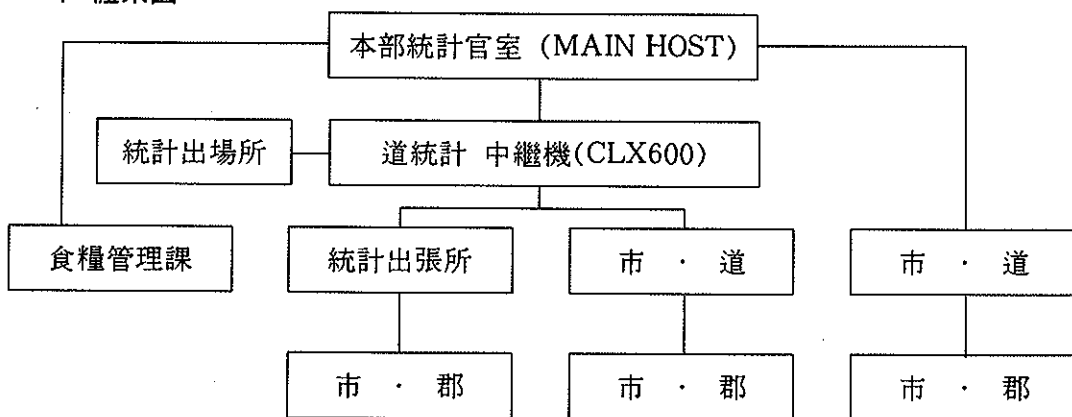 本部統計官室 (MAIN HOST)
統計出場所
道統計 中繼機(CLX600)
食糧管理課
統計出張所
市 · 道
市 · 道
市 · 郡
市 · 郡
市 · 郡